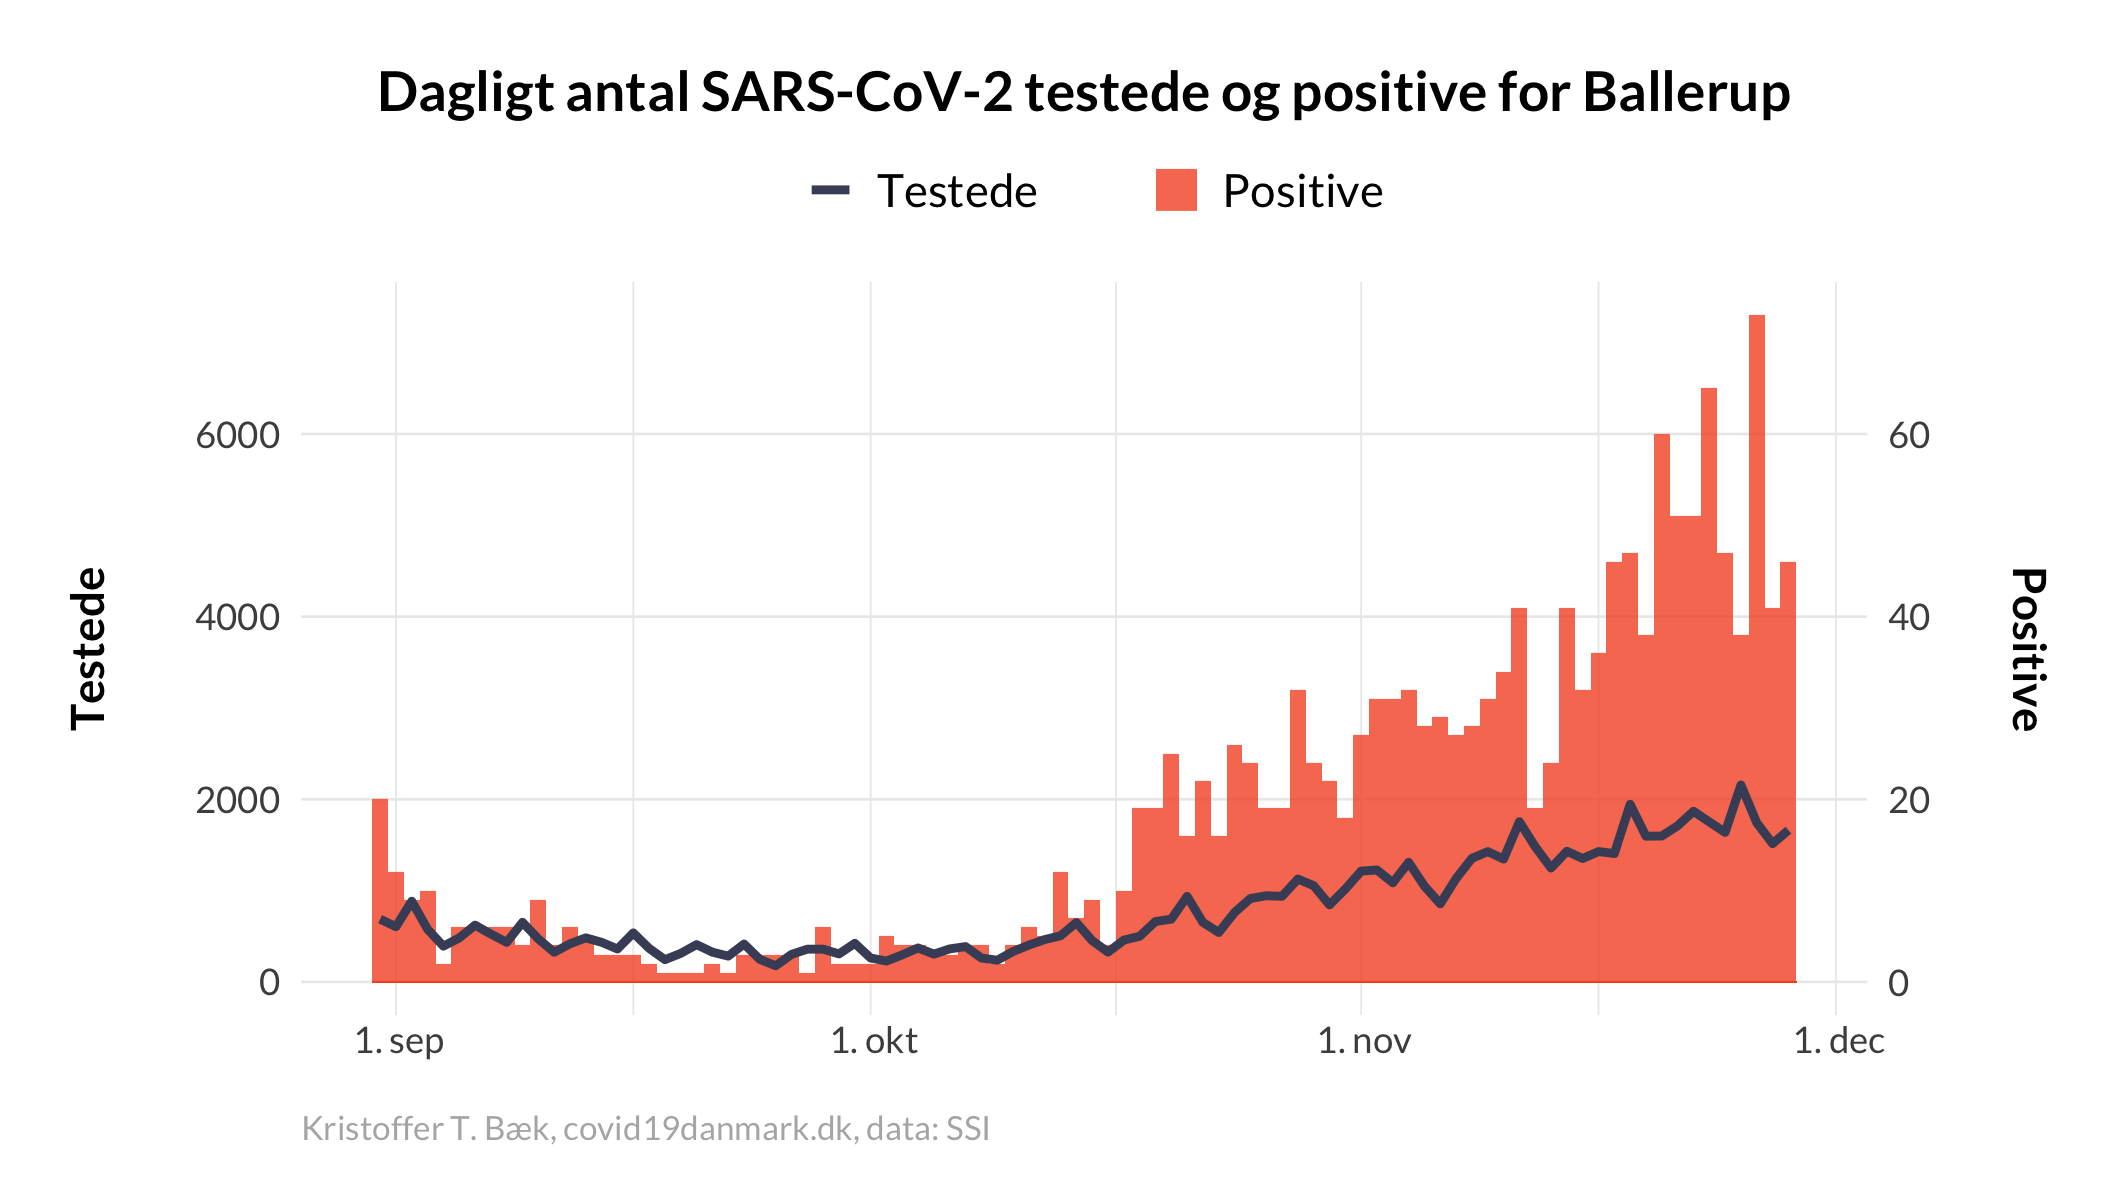 Dagligt antal SARS-CoV-2 testede og positive for Ballerup
Testede
Positive
6000
4000
2000
0
Testede
60
40
20
0
Positive
1. sep
1. okt
1. nov
1. dec
Kristoffer T. Bæk, covid19danmark.dk, data: SSI